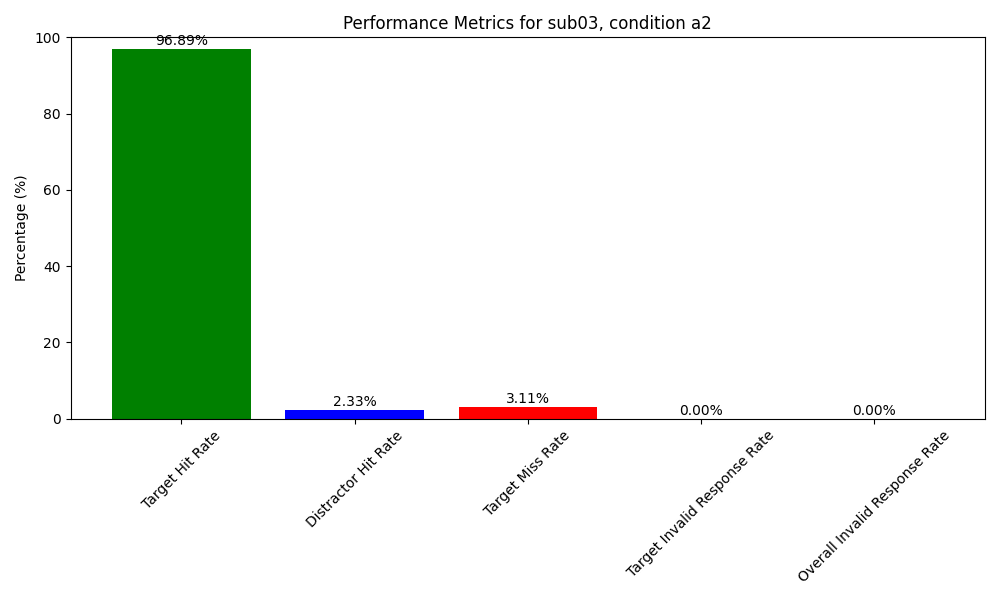 Performance Metrics for sub03, condition a2
Percentage (%)
100
80
60
40
20
0
96.89%
2.33%
3.11%
0.00%
0.00%
Target Hit Rate
Distractor Hit Rate
Target Miss Rate
Target Invalid Response Rate
Overall Invalid Response Rate